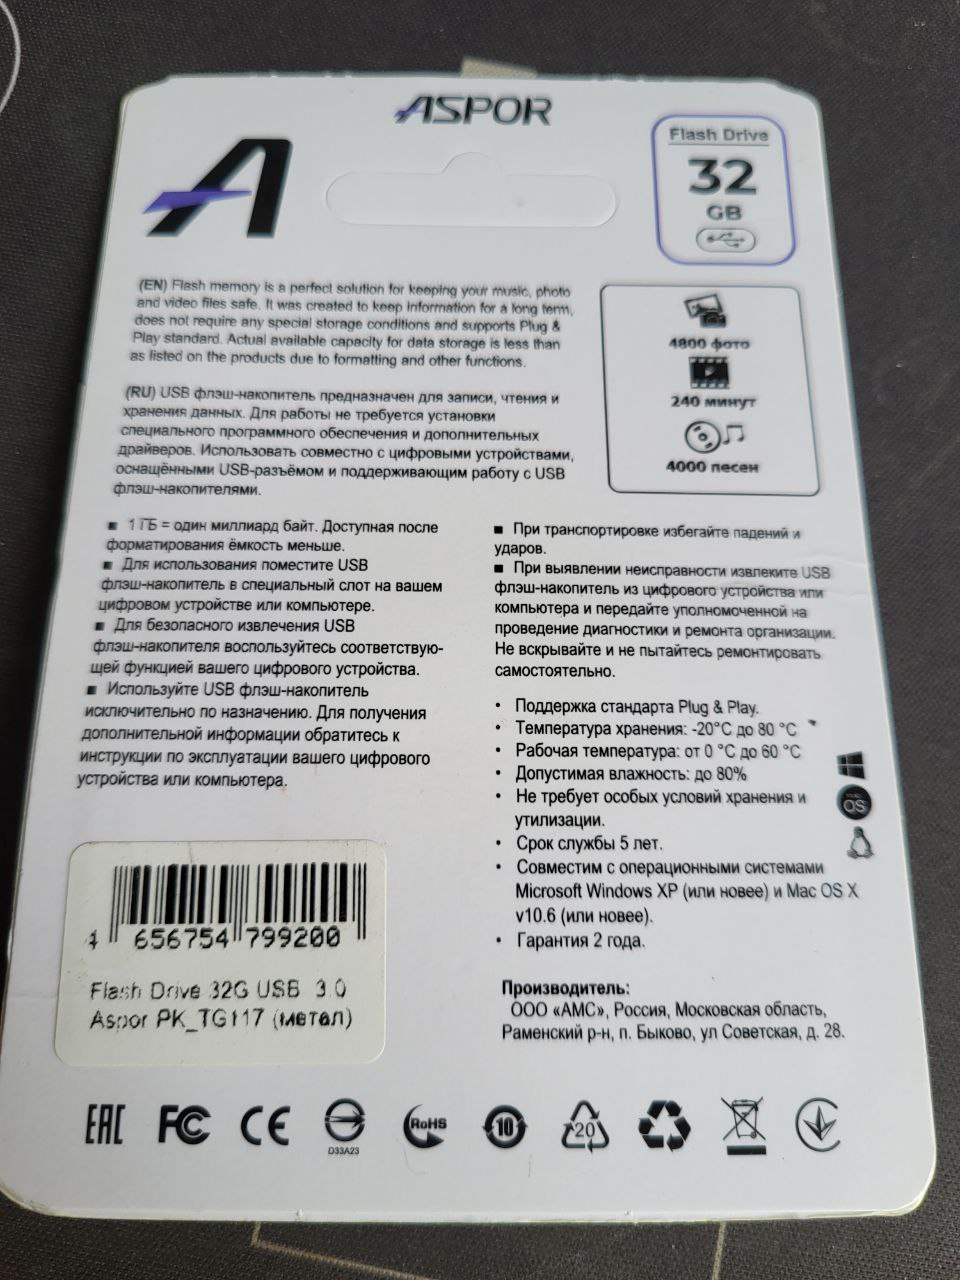 ASPOR
Flash Drive
32
GB
(EN) Flash memory is a perfect solution for keeping your music, photo
and video files safe. It was created to keep information for a long term,
does not require any special storage conditions and supports Plug &
Play standard. Actual available capacity for data storage is less than
as listed on the products due to formatting and other functions.
4800 фото
240 минут
4000 песен
(RU) USB флэш-накопитель предназначен для записи, чтения и
хранения данных. Для работы не требуется установки
специального программного обеспечения и дополнительных
драйверов. Использовать совместно с цифровыми устройствами,
оснащёнными USB-разъёмом и поддерживающим работу с USB
флэш-накопителями.
▪ 1 ГБ = один миллиард байт. Доступная после
форматирования ёмкость меньше.
▪ Для использования поместите USB
флэш-накопитель в специальный слот на вашем
цифровом устройстве или компьютере.
▪ Для безопасного извлечения USB
флэш-накопителя воспользуйтесь соответствую-
щей функцией вашего цифрового устройства.
▪ Используйте USB флэш-накопитель
исключительно по назначению. Для получения
дополнительной информации обратитесь к
инструкции по эксплуатации вашего цифрового
устройства или компьютера.
▪ При транспортировке избегайте падений и
ударов.
▪ При выявлении неисправности извлеките USB
флэш-накопитель из цифрового устройства или
компьютера и передайте уполномоченной на
проведение диагностики и ремонта организации.
Не вскрывайте и не пытайтесь ремонтировать
самостоятельно.
• Поддержка стандарта Plug & Play.
• Температура хранения: -20°C до 80 °C
• Рабочая температура: от 0 °C до 60 °C
• Допустимая влажность: до 80%
• Не требует особых условий хранения и
утилизации.
• Срок службы 5 лет.
• Совместим с операционными системами
Microsoft Windows XP (или новее) и Mac OS X
v10.6 (или новее).
• Гарантия 2 года.
OS
4 656754 799200
Flash Drive 32G USB 3.0
Aspor PK_TG117 (метал)
Производитель:
ООО «АМС», Россия, Московская область,
Раменский р-н, п. Быково, ул Советская, д. 28.
EAC FC CE D33A23 RoHS 10 20